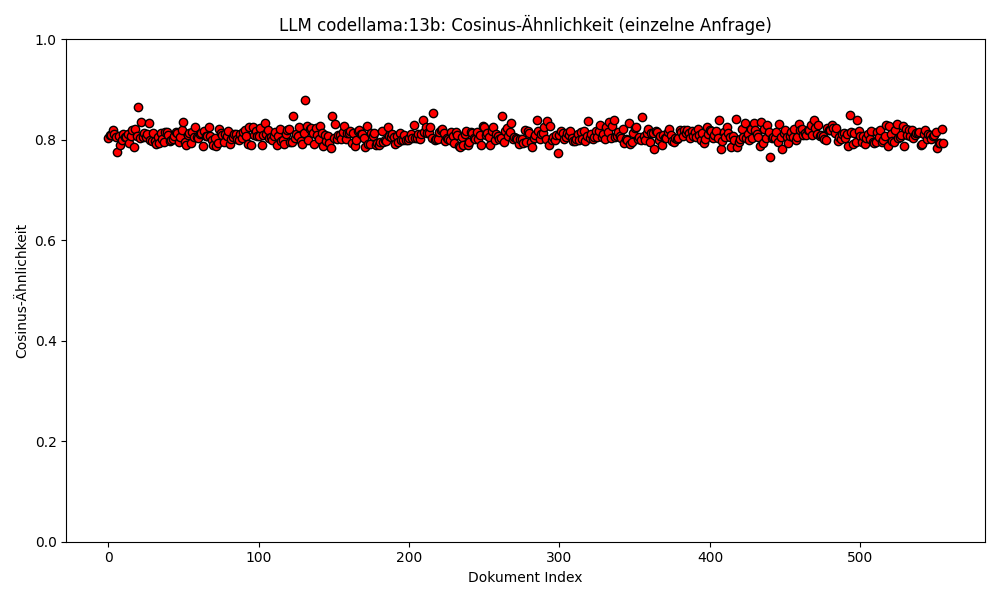 LLM codellama:13b: Cosinus-Ähnlichkeit (einzelne Anfrage)
1.0
0.8
0.6
0.4
0.2
0.0
Cosinus-Ähnlichkeit
0 100 200 300 400 500
Dokument Index